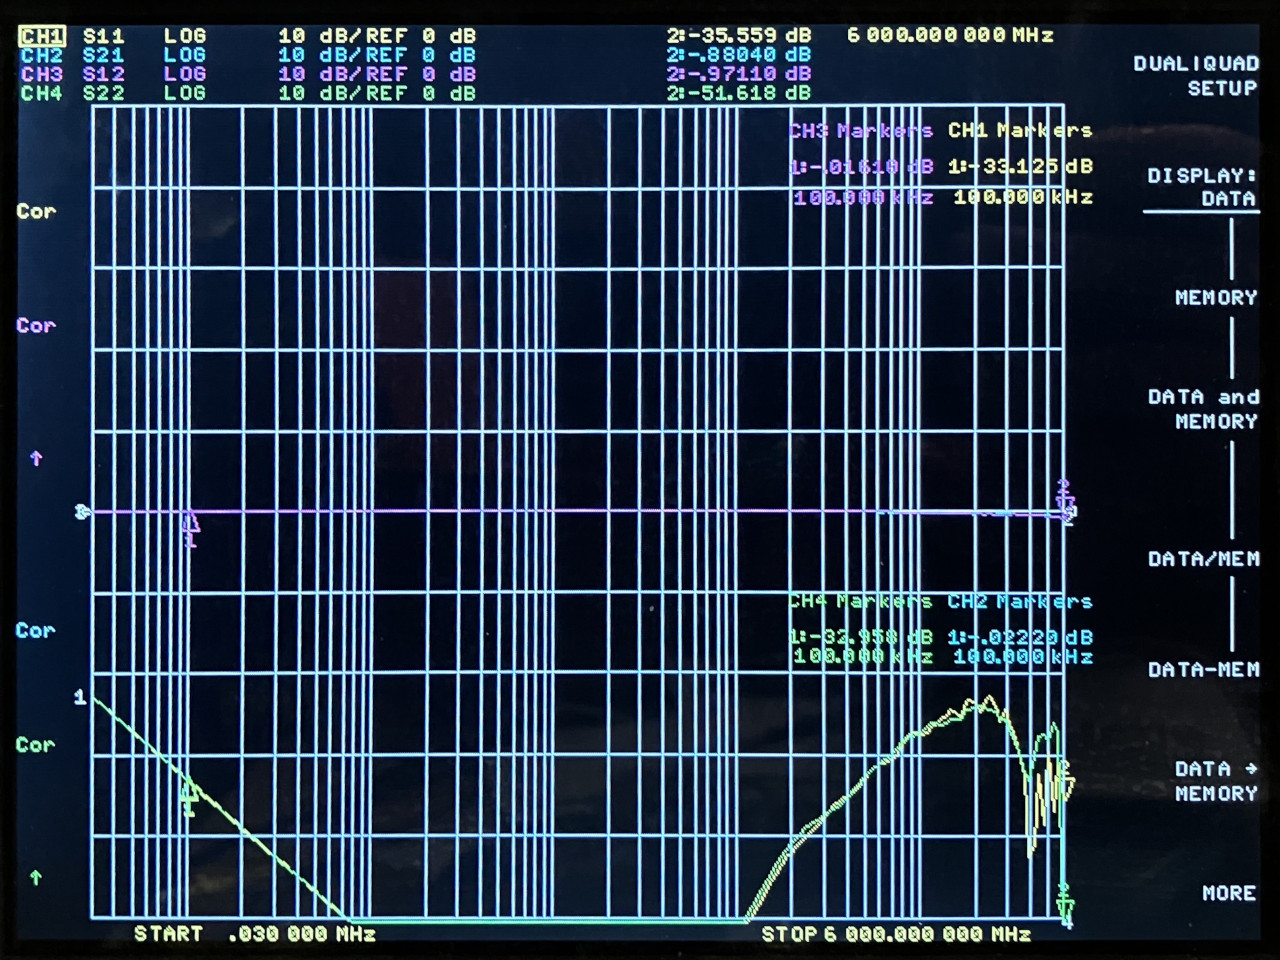 CH1 S11 LOG 10 dB/REF 0 dB 2:-35.559 dB 6 000.000 000 MHz
CH2 S21 LOG 10 dB/REF 0 dB 2:-.88040 dB
CH3 S12 LOG 10 dB/REF 0 dB 2:-.97110 dB
CH4 S22 LOG 10 dB/REF 0 dB 2:-51.618 dB
DUAL|QUAD
SETUP
CH3 Markers CH1 Markers
1:-.01610 dB 1:-33.125 dB
100.000 kHz 100.000 kHz
DISPLAY:
DATA
Cor
MEMORY
Cor
DATA and
MEMORY
↑
1
2
DATA/MEM
CH4 Markers CH2 Markers
1:-32.958 dB 1:-.02220 dB
100.000 kHz 100.000 kHz
Cor
DATA-MEM
1
Cor
DATA →
MEMORY
1
2
↑
MORE
4
START .030 000 MHz STOP 6 000.000 000 MHz